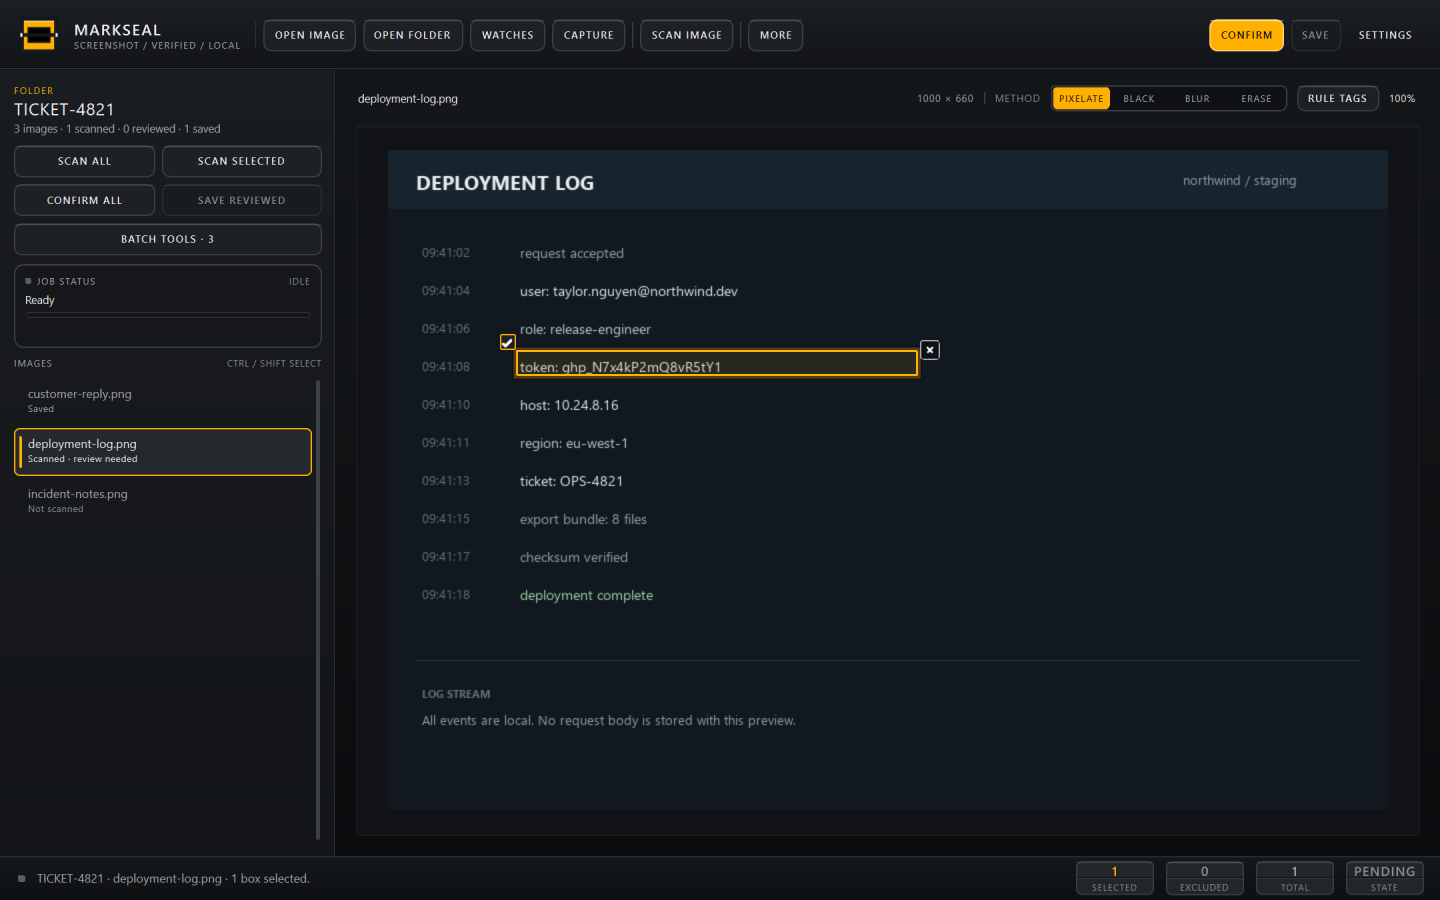 MARKSEAL
SCREENSHOT / VERIFIED / LOCAL
OPEN IMAGE
OPEN FOLDER
WATCHES
CAPTURE
SCAN IMAGE
MORE
CONFIRM
SAVE
SETTINGS
FOLDER
TICKET-4821
3 images · 1 scanned · 0 reviewed · 1 saved
SCAN ALL
SCAN SELECTED
CONFIRM ALL
SAVE REVIEWED
BATCH TOOLS · 3
JOB STATUS IDLE
Ready
IMAGES CTRL / SHIFT SELECT
customer-reply.png
Saved
deployment-log.png
Scanned · review needed
incident-notes.png
Not scanned
deployment-log.png
1000 × 660 METHOD PIXELATE BLACK BLUR ERASE RULE TAGS 100%
DEPLOYMENT LOG northwind / staging
09:41:02 request accepted
09:41:04 user: taylor.nguyen@northwind.dev
09:41:06 role: release-engineer
09:41:08 token: ghp_N7x4kP2mQ8vR5tY1
09:41:10 host: 10.24.8.16
09:41:11 region: eu-west-1
09:41:13 ticket: OPS-4821
09:41:15 export bundle: 8 files
09:41:17 checksum verified
09:41:18 deployment complete
LOG STREAM
All events are local. No request body is stored with this preview.
TICKET-4821 · deployment-log.png · 1 box selected.
1 SELECTED
0 EXCLUDED
1 TOTAL
PENDING STATE